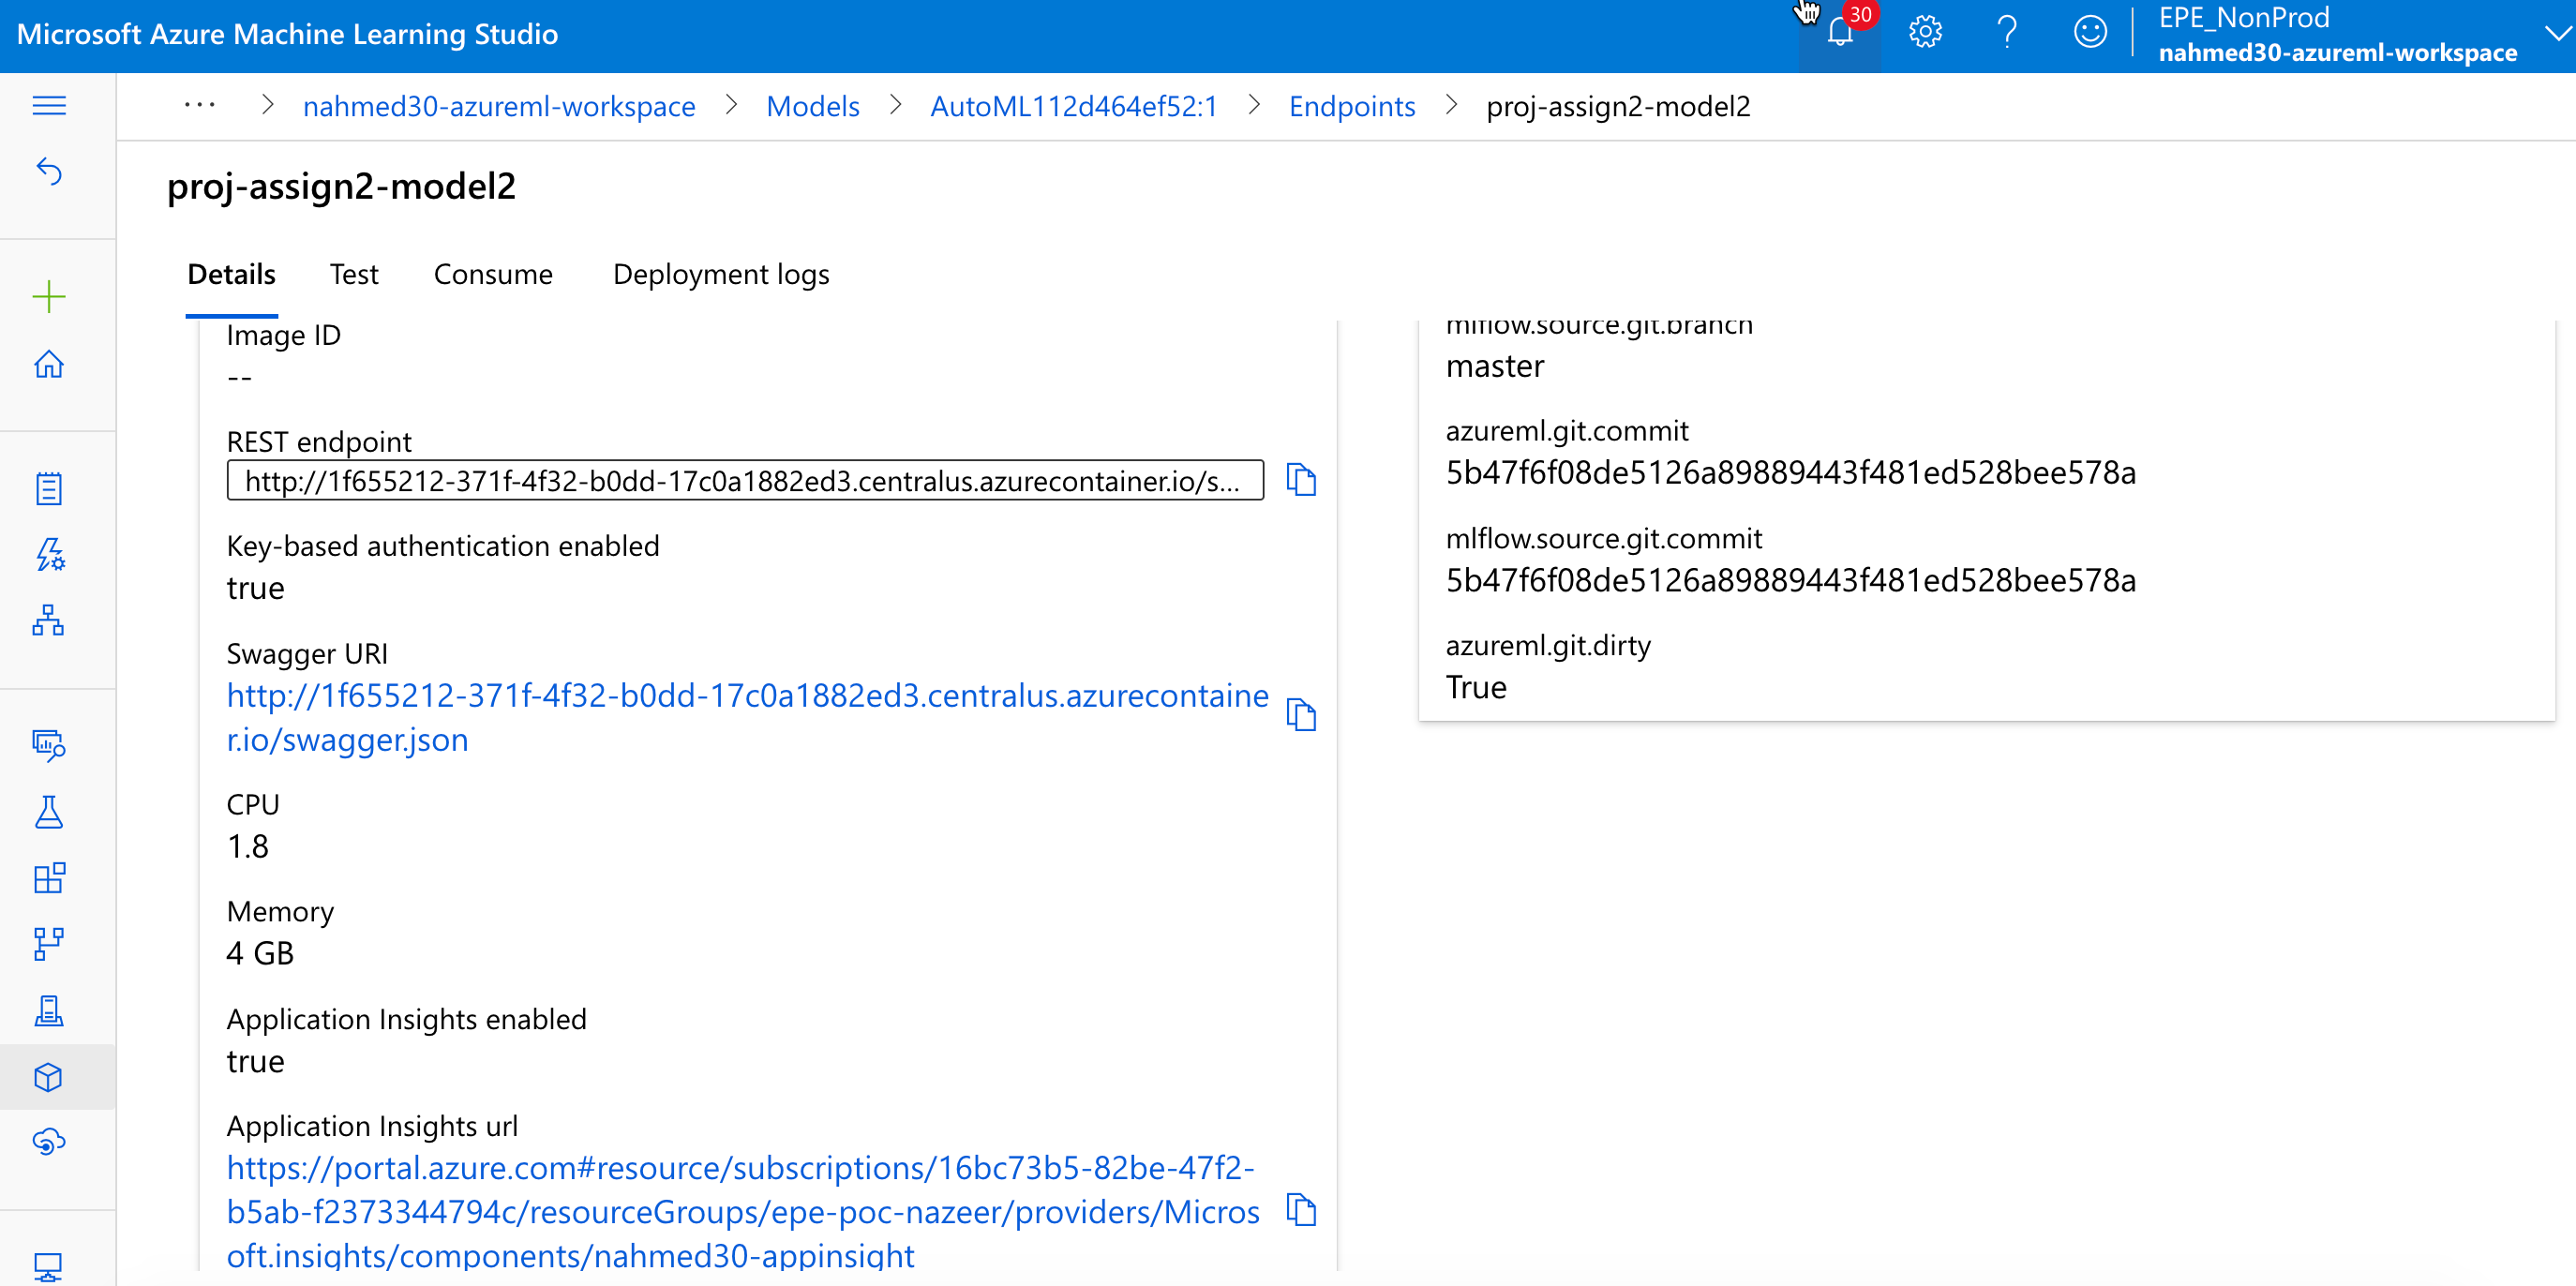 Microsoft Azure Machine Learning Studio
30
EPE_NonProd
nahmed30-azureml-workspace
... > nahmed30-azureml-workspace > Models > AutoML112d464ef52:1 > Endpoints > proj-assign2-model2
proj-assign2-model2
Details Test Consume Deployment logs
Image ID
--
REST endpoint
http://1f655212-371f-4f32-b0dd-17c0a1882ed3.centralus.azurecontainer.io/s...
Key-based authentication enabled
true
Swagger URI
http://1f655212-371f-4f32-b0dd-17c0a1882ed3.centralus.azurecontaine
r.io/swagger.json
CPU
1.8
Memory
4 GB
Application Insights enabled
true
Application Insights url
https://portal.azure.com#resource/subscriptions/16bc73b5-82be-47f2-
b5ab-f2373344794c/resourceGroups/epe-poc-nazeer/providers/Micros
oft.insights/components/nahmed30-appinsight
mlflow.source.git.branch
master
azureml.git.commit
5b47f6f08de5126a89889443f481ed528bee578a
mlflow.source.git.commit
5b47f6f08de5126a89889443f481ed528bee578a
azureml.git.dirty
True